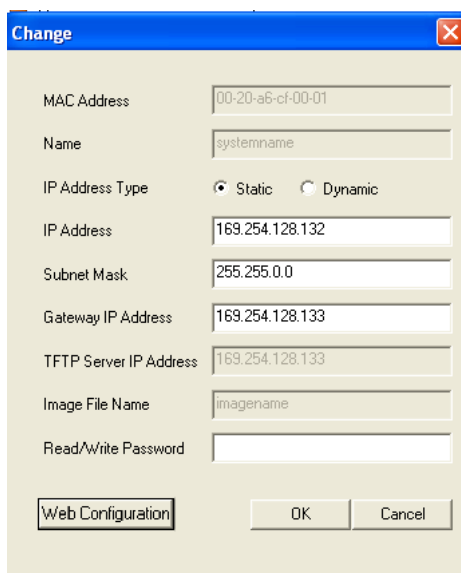 Change
MAC Address 00-20-a6-cf-00-01
Name systemname
IP Address Type Static Dynamic
IP Address 169.254.128.132
Subnet Mask 255.255.0.0
Gateway IP Address 169.254.128.133
TFTP Server IP Address 169.254.128.133
Image File Name imagename
Read/Write Password
Web Configuration OK Cancel